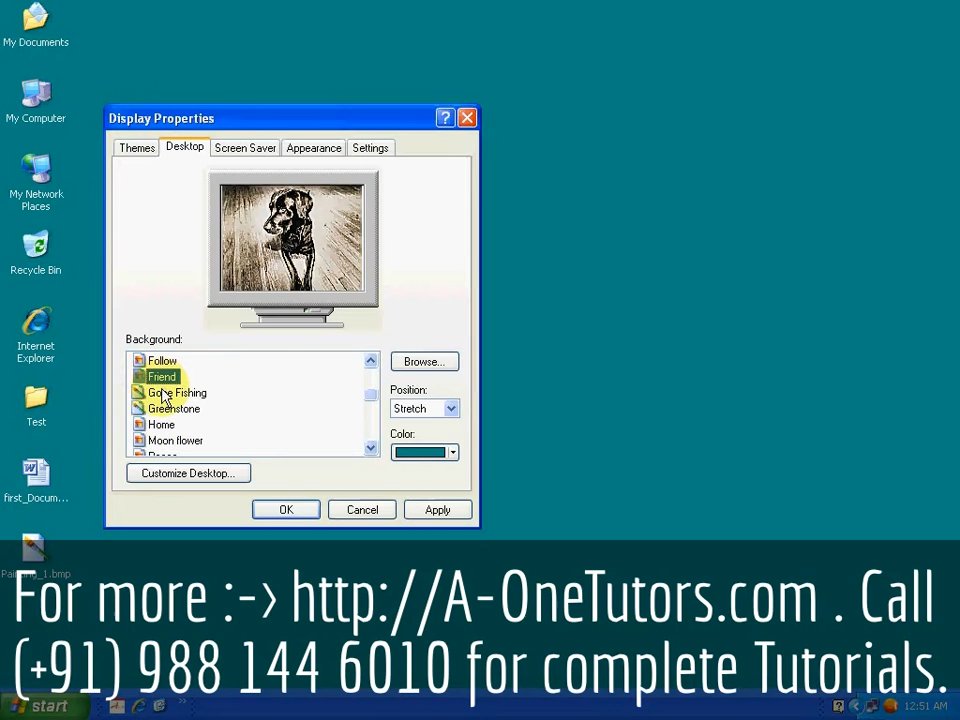 My Documents
My Computer
My Network
Places
Recycle Bin
Internet
Explorer
Test
first_Docum...
Display Properties
Themes
Desktop
Screen Saver
Appearance
Settings
Background:
Follow
Friend
Gone Fishing
Greenstone
Home
Moon flower
Browse...
Position:
Stretch
Color:
Customize Desktop...
OK
Cancel
Apply
For more :-> http://A-OneTutors.com . Call
(+91) 988 144 6010 for complete Tutorials.
start
12:51 AM